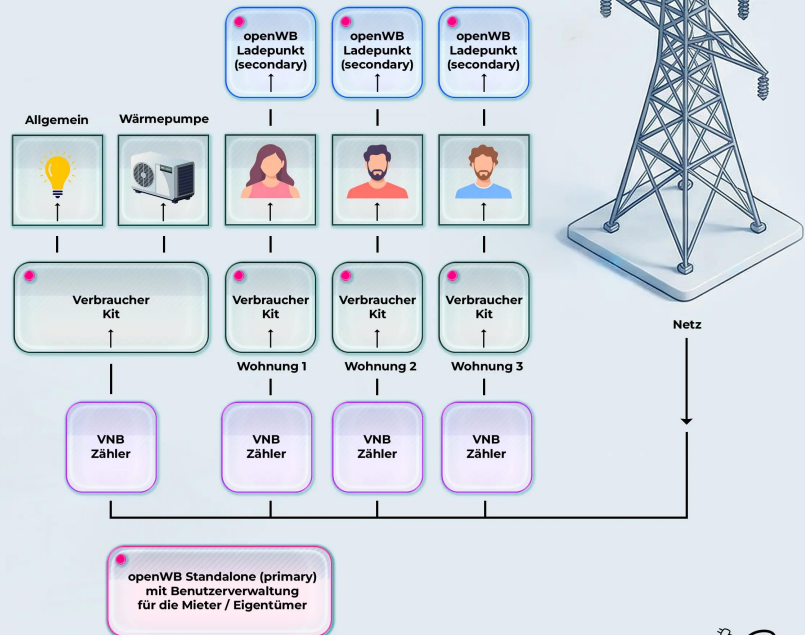 openWB
Ladepunkt
(secondary)
openWB
Ladepunkt
(secondary)
openWB
Ladepunkt
(secondary)
Allgemein
Wärmepumpe
Verbraucher
Kit
Verbraucher
Kit
Verbraucher
Kit
Verbraucher
Kit
Netz
Wohnung 1
Wohnung 2
Wohnung 3
VNB
Zähler
VNB
Zähler
VNB
Zähler
VNB
Zähler
openWB Standalone (primary)
mit Benutzerverwaltung
für die Mieter / Eigentümer